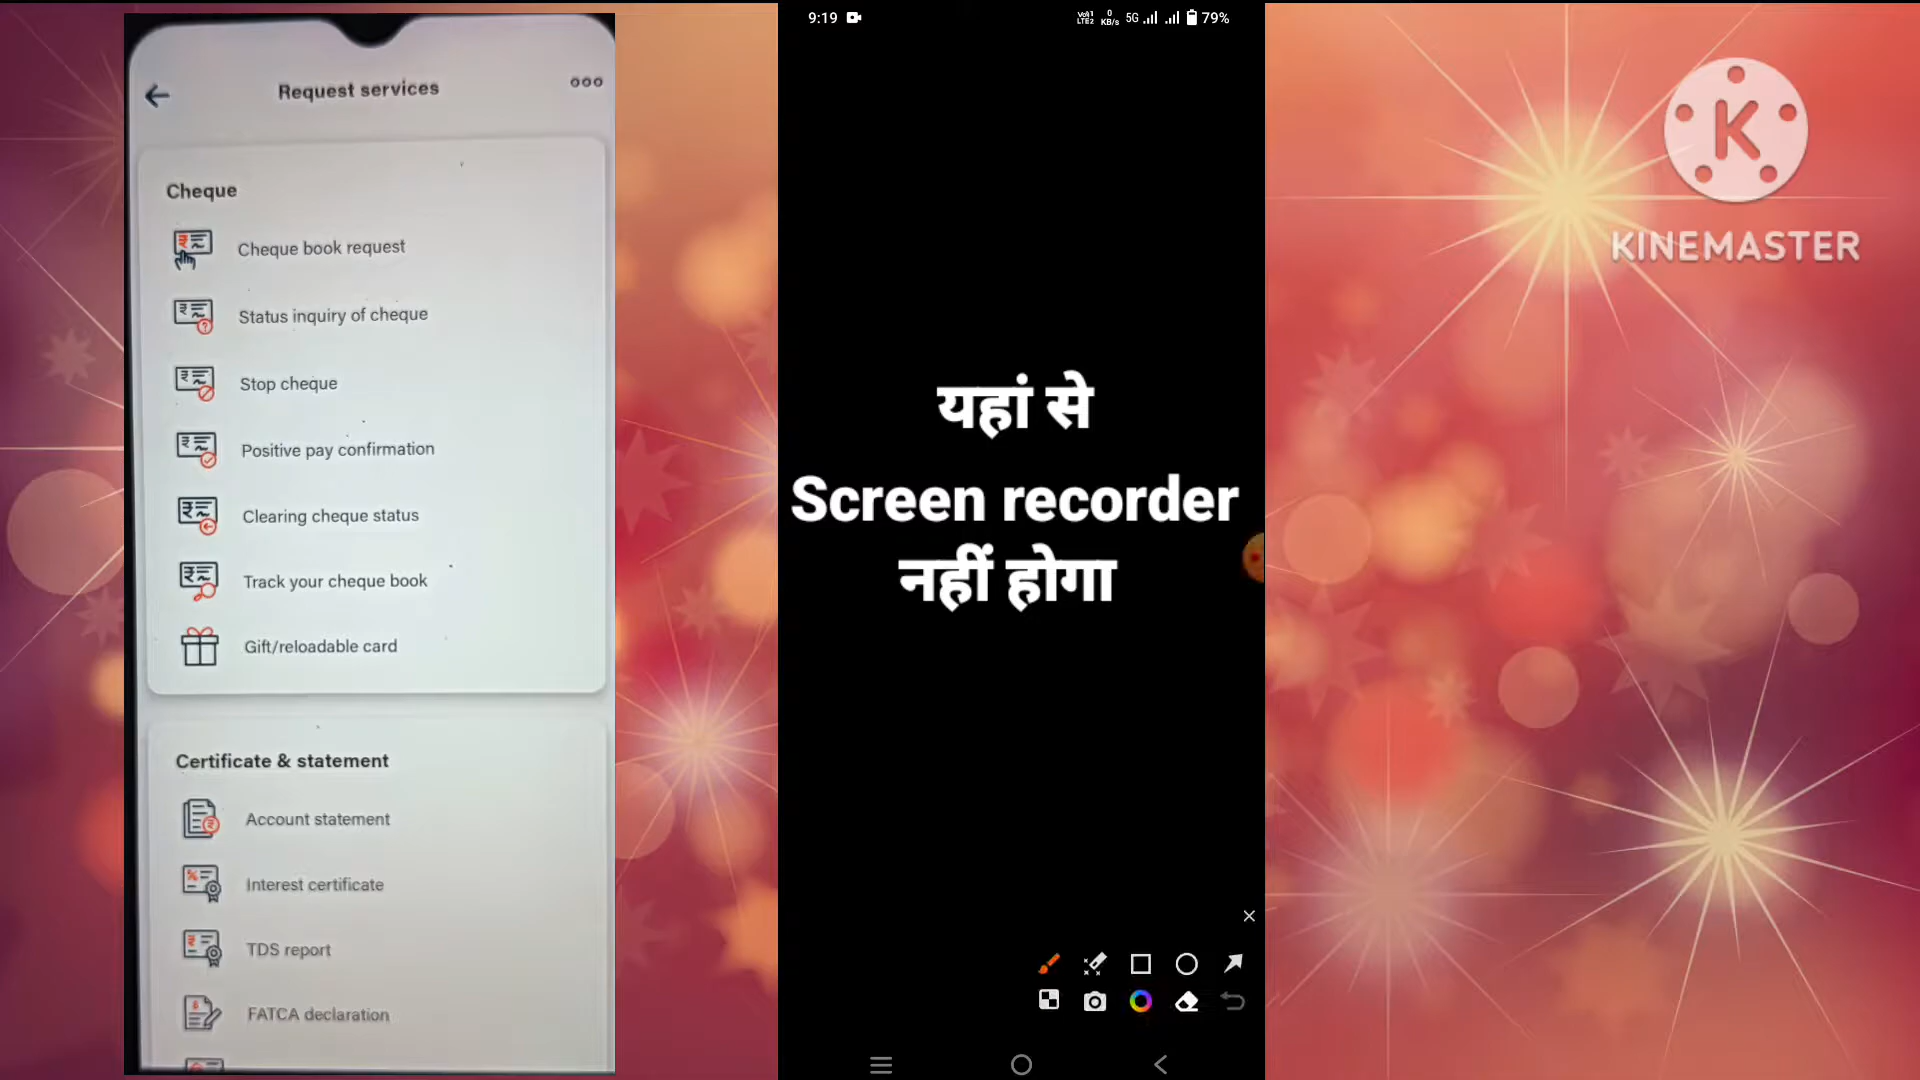 Request services
Cheque
Cheque book request
Status inquiry of cheque
Stop cheque
Positive pay confirmation
Clearing cheque status
Track your cheque book
Gift/reloadable card
Certificate & statement
Account statement
Interest certificate
TDS report
FATCA declaration
9:19
5G
79%
यहां से
Screen recorder
नहीं होगा
K
KINEMASTER